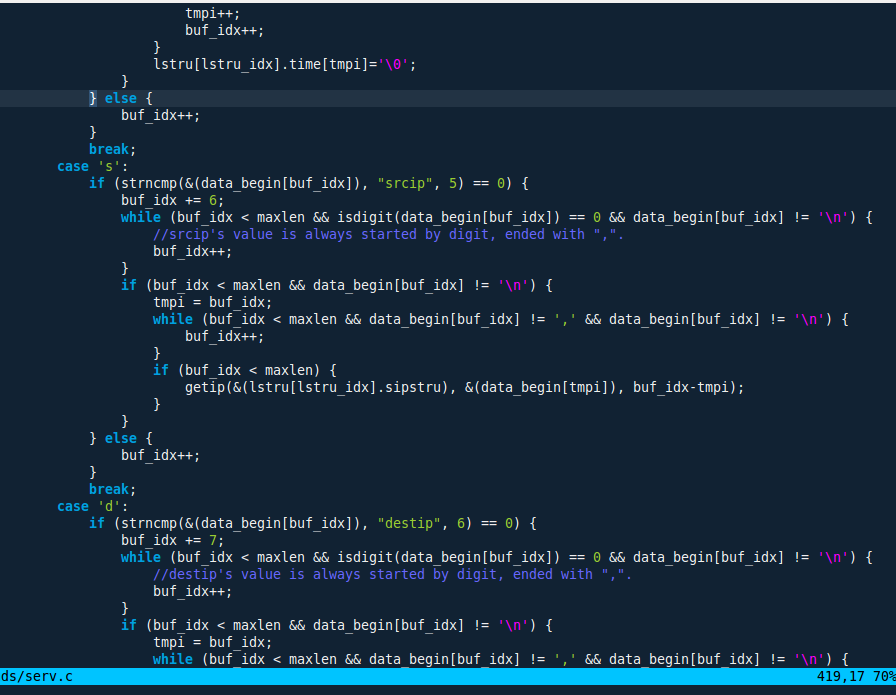 tmpi++;
buf_idx++;
}
lstru[lstru_idx].time[tmpi]='\0';
}
} else {
buf_idx++;
}
break;
case 's':
if (strncmp(&(data_begin[buf_idx]), "srcip", 5) == 0) {
buf_idx += 6;
while (buf_idx < maxlen && isdigit(data_begin[buf_idx]) == 0 && data_begin[buf_idx] != '\n') {
//srcip's value is always started by digit, ended with ",".
buf_idx++;
}
if (buf_idx < maxlen && data_begin[buf_idx] != '\n') {
tmpi = buf_idx;
while (buf_idx < maxlen && data_begin[buf_idx] != ',' && data_begin[buf_idx] != '\n') {
buf_idx++;
}
if (buf_idx < maxlen) {
getip(&(lstru[lstru_idx].sipstru), &(data_begin[tmpi]), buf_idx-tmpi);
}
}
} else {
buf_idx++;
}
break;
case 'd':
if (strncmp(&(data_begin[buf_idx]), "destip", 6) == 0) {
buf_idx += 7;
while (buf_idx < maxlen && isdigit(data_begin[buf_idx]) == 0 && data_begin[buf_idx] != '\n') {
//destip's value is always started by digit, ended with ",".
buf_idx++;
}
if (buf_idx < maxlen && data_begin[buf_idx] != '\n') {
tmpi = buf_idx;
while (buf_idx < maxlen && data_begin[buf_idx] != ',' && data_begin[buf_idx] != '\n') {
ds/serv.c 419,17 70%